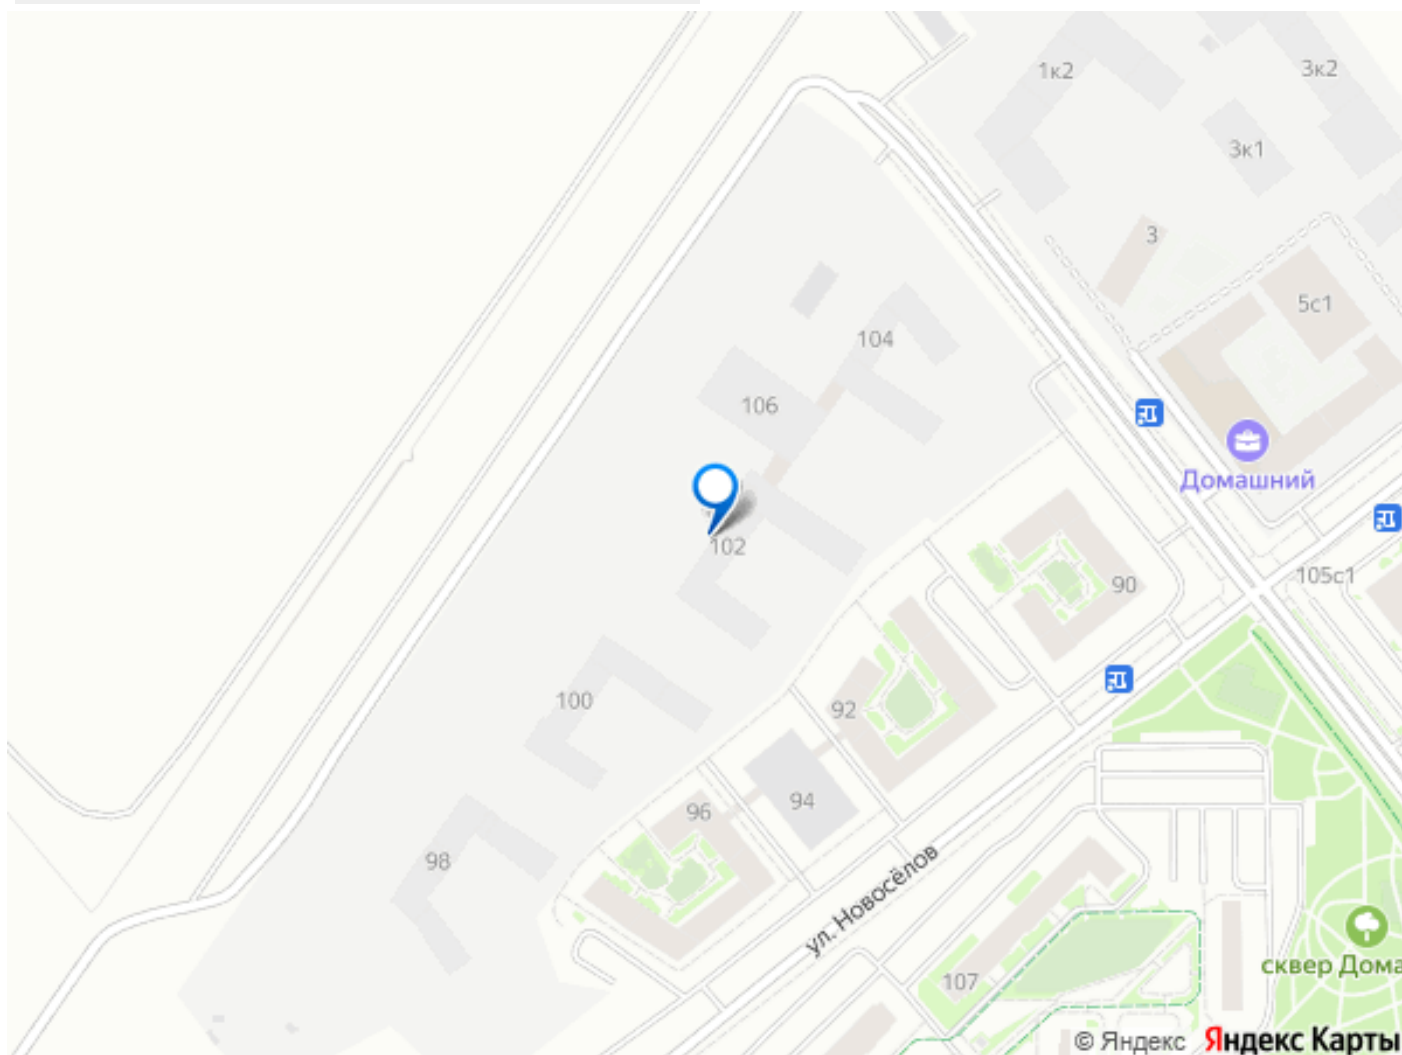 1к2
3к2
3к1
3
5с1
104
106
Домашний
102
105с1
90
100
92
94
96
98
ул. Новосёлов
сквер Дома
107
© Яндекс Яндекс Карты